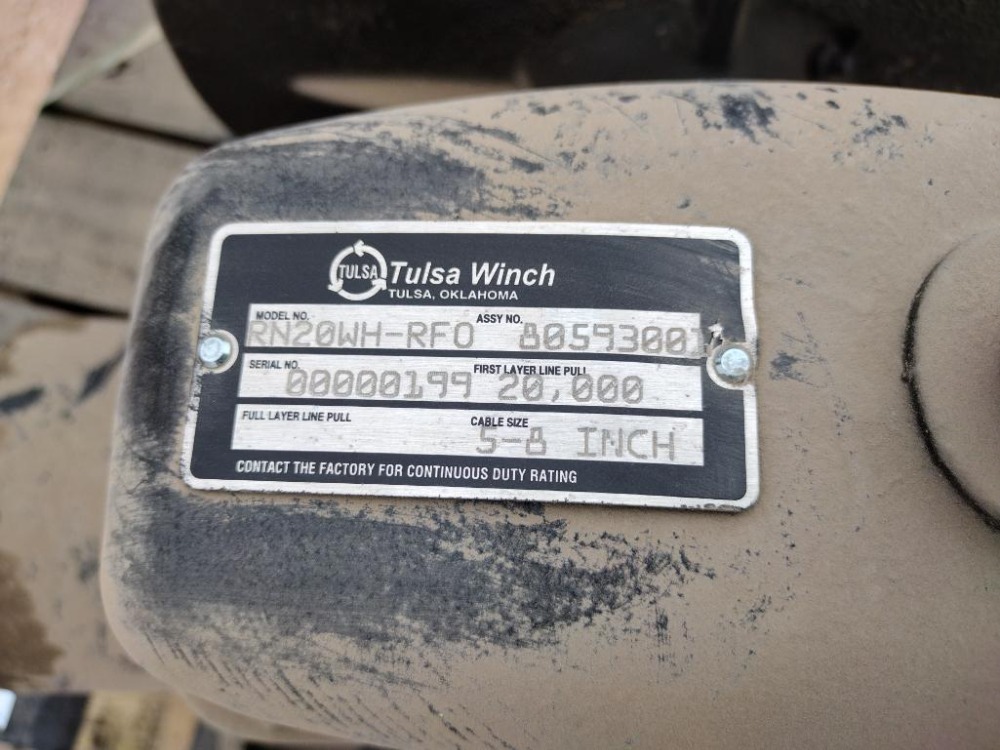 TULSA Tulsa Winch
TULSA, OKLAHOMA
MODEL NO. ASSY NO.
RN20WH-RFO 80593001
SERIAL NO. FIRST LAYER LINE PULL
00000199 20,000
FULL LAYER LINE PULL CABLE SIZE
5-8 INCH
CONTACT THE FACTORY FOR CONTINUOUS DUTY RATING